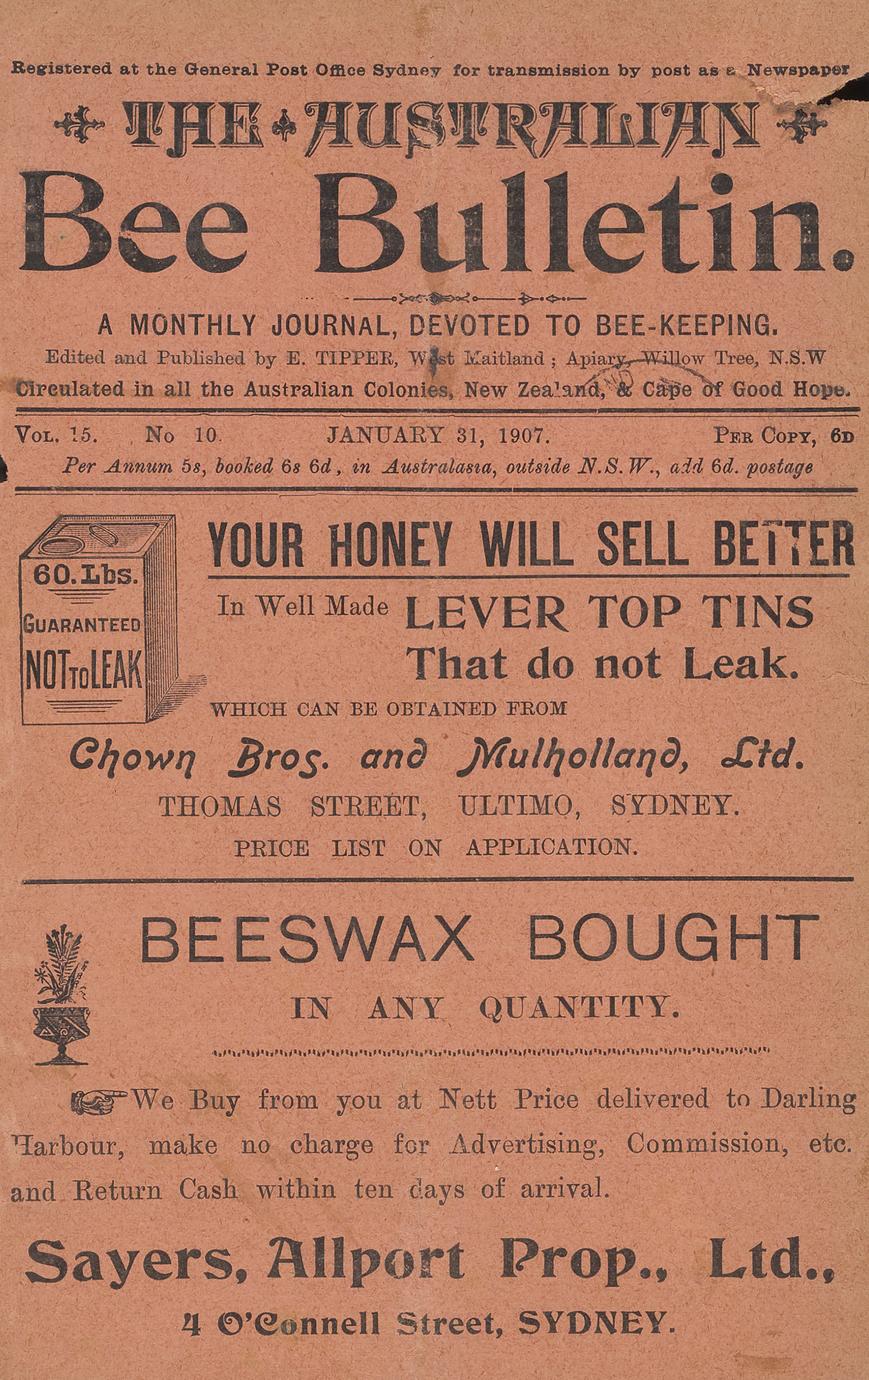 Registered at the General Post Office Sydney for transmission by post as a Newspaper
THE AUSTRALIAN
Bee Bulletin.
A MONTHLY JOURNAL, DEVOTED TO BEE-KEEPING.
Edited and Published by E. TIPPER, West Maitland ; Apiary, Willow Tree, N.S.W
Circulated in all the Australian Colonies, New Zealand, & Cape of Good Hope.
VOL. 15. No 10. JANUARY 31, 1907. PER COPY, 6D
Per Annum 5s, booked 6s 6d, in Australasia, outside N.S.W., add 6d. postage
YOUR HONEY WILL SELL BETTER
60.Lbs.
GUARANTEED
NOT TO LEAK
In Well Made LEVER TOP TINS
That do not Leak.
WHICH CAN BE OBTAINED FROM
Chown Bros. and Mulholland, Ltd.
THOMAS STREET, ULTIMO, SYDNEY.
PRICE LIST ON APPLICATION.
BEESWAX BOUGHT
IN ANY QUANTITY.
We Buy from you at Nett Price delivered to Darling
Harbour, make no charge for Advertising, Commission, etc.
and Return Cash within ten days of arrival.
Sayers, Allport Prop., Ltd.,
4 O'Connell Street, SYDNEY.